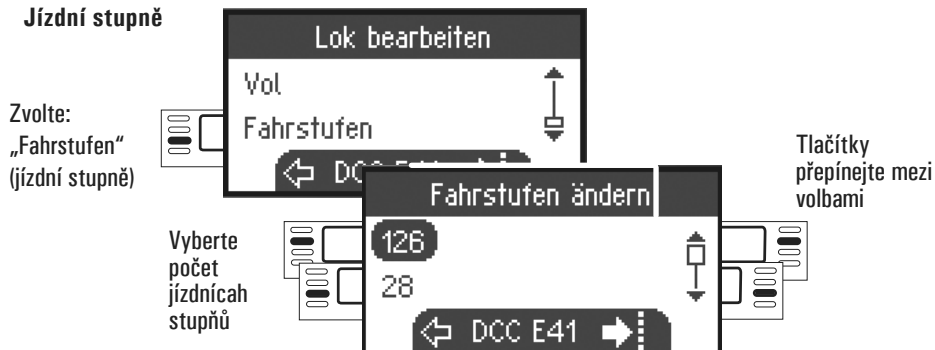 Jízdní stupně
Lok bearbeiten
Vol
Fahrstufen
Zvolte:
„Fahrstufen“
(jízdní stupně)
DCC
Fahrstufen ändern
126
28
DCC E41
Vyberte
počet
jízdnícah
stupňů
Tlačítky
přepínejte mezi
volbami